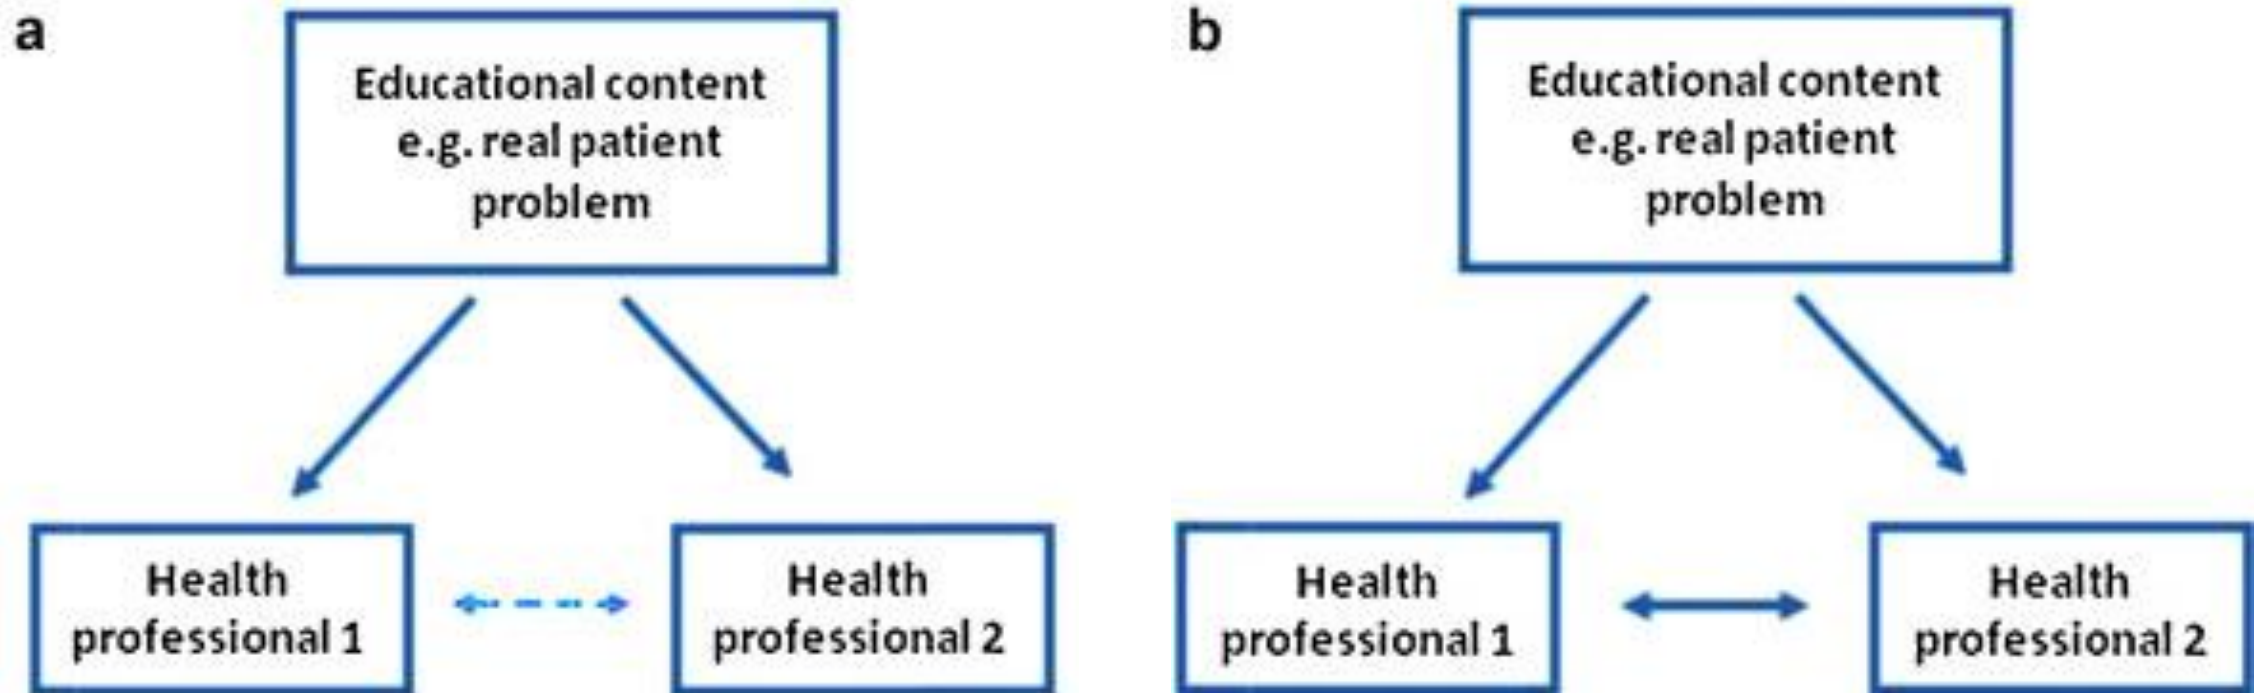 a
Educational content
e.g. real patient
problem
Health
professional 1
Health
professional 2
b
Educational content
e.g. real patient
problem
Health
professional 1
Health
professional 2